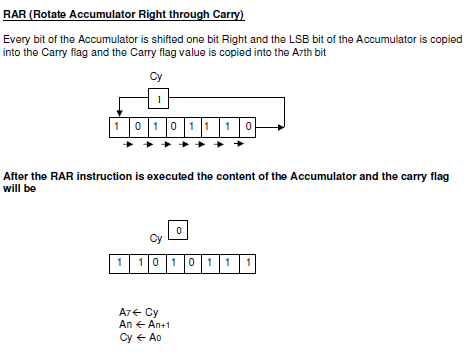 RAR (Rotate Accumulator Right through Carry)
Every bit of the Accumulator is shifted one bit Right and the LSB bit of the Accumulator is copied
into the Carry flag and the Carry flag value is copied into the A7th bit
Cy
1
1 0 1 0 1 1 1 0
After the RAR instruction is executed the content of the Accumulator and the carry flag
will be
0
Cy
1 1 0 1 0 1 1 1
A7← Cy
An ← An+1
Cy ← A0